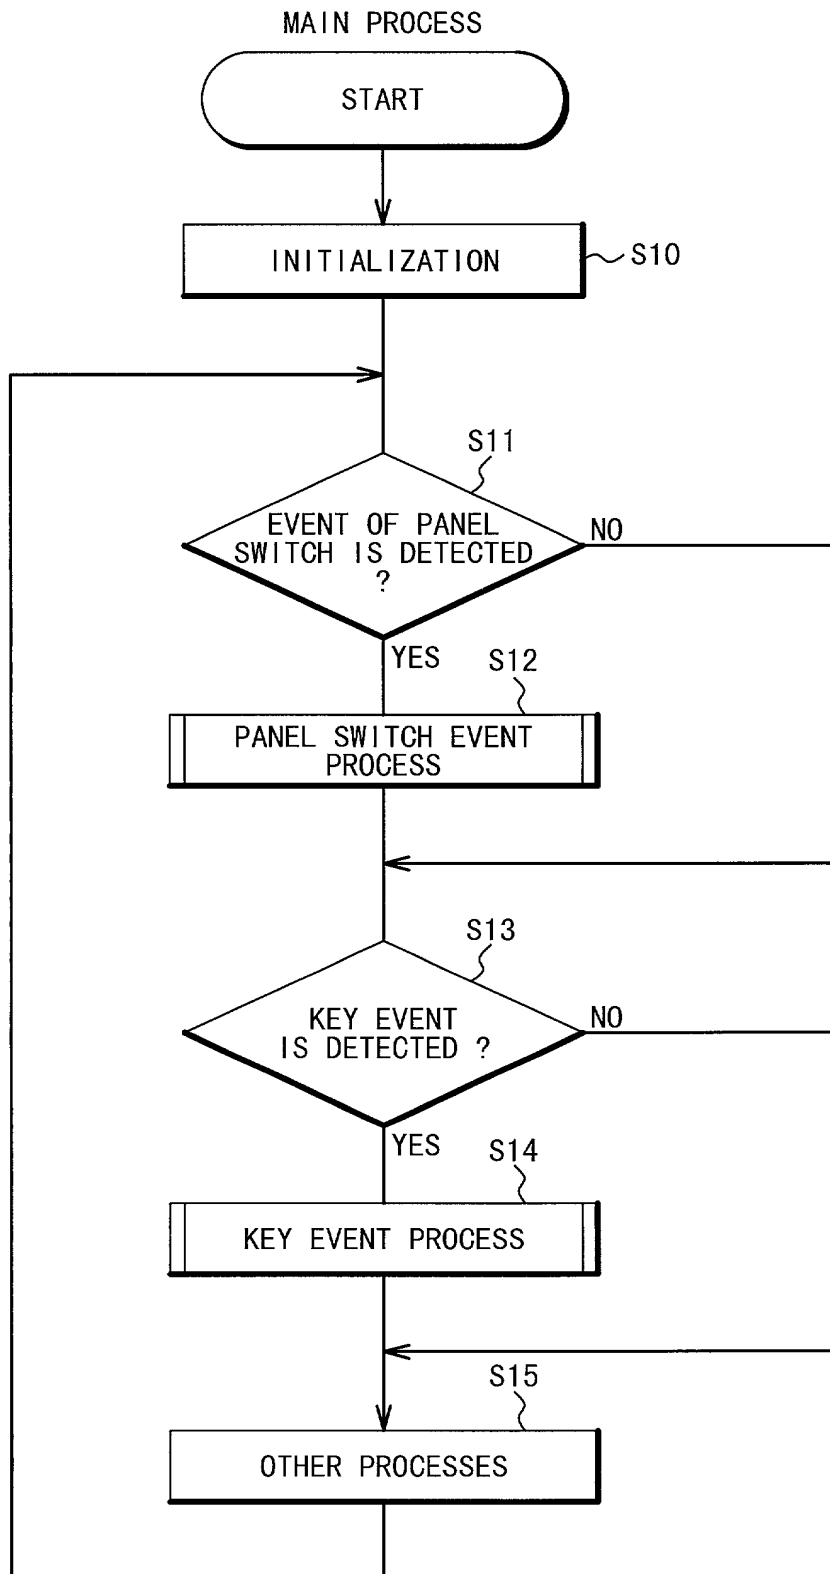 MAIN PROCESS
START
INITIALIZATION
S10
S11
EVENT OF PANEL
SWITCH IS DETECTED
?
NO
YES
S12
PANEL SWITCH EVENT
PROCESS
S13
KEY EVENT
IS DETECTED ?
NO
YES
S14
KEY EVENT PROCESS
S15
OTHER PROCESSES